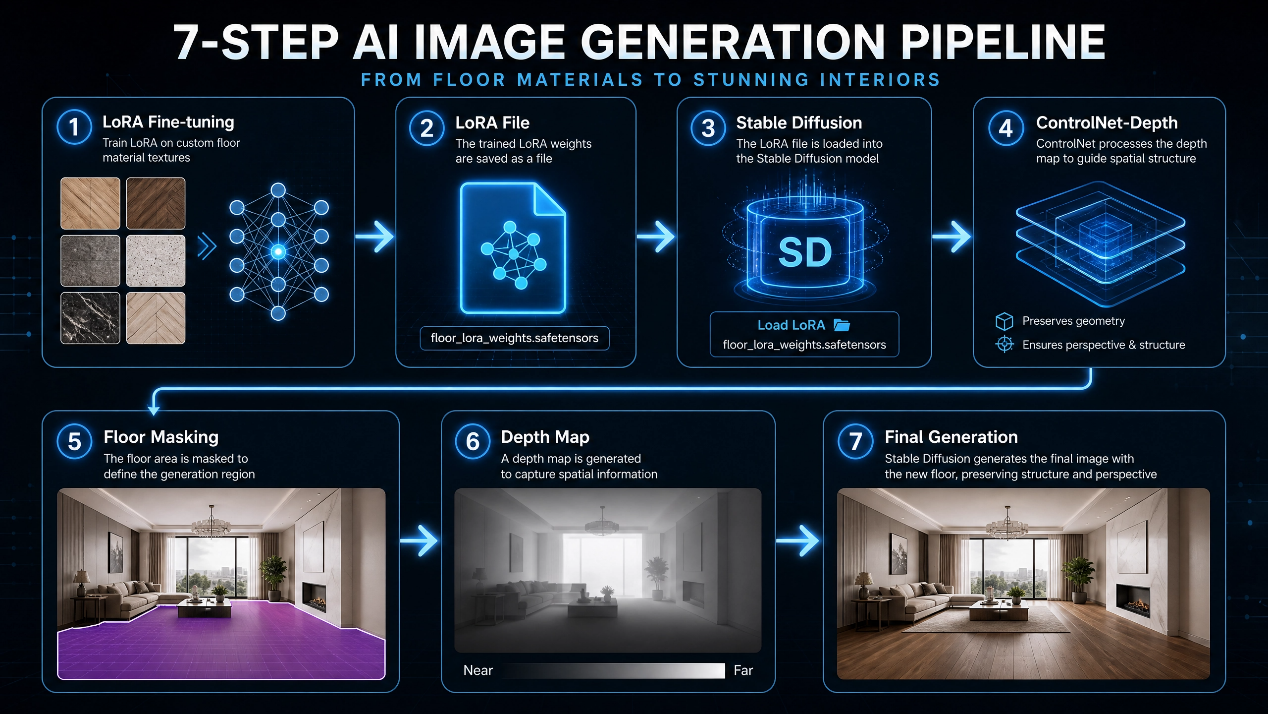 7-STEP AI IMAGE GENERATION PIPELINE
FROM FLOOR MATERIALS TO STUNNING INTERIORS
1
LoRA Fine-tuning
Train LoRA on custom floor
material textures
2
LoRA File
The trained LoRA weights
are saved as a file
floor_lora_weights.safetensors
3
Stable Diffusion
The LoRA file is loaded into
the Stable Diffusion model
SD
Load LoRA
floor_lora_weights.safetensors
4
ControlNet-Depth
ControlNet processes the depth
map to guide spatial structure
Preserves geometry
Ensures perspective & structure
5
Floor Masking
The floor area is masked to
define the generation region
6
Depth Map
A depth map is generated
to capture spatial information
Near
Far
7
Final Generation
Stable Diffusion generates the final image with
the new floor, preserving structure and perspective